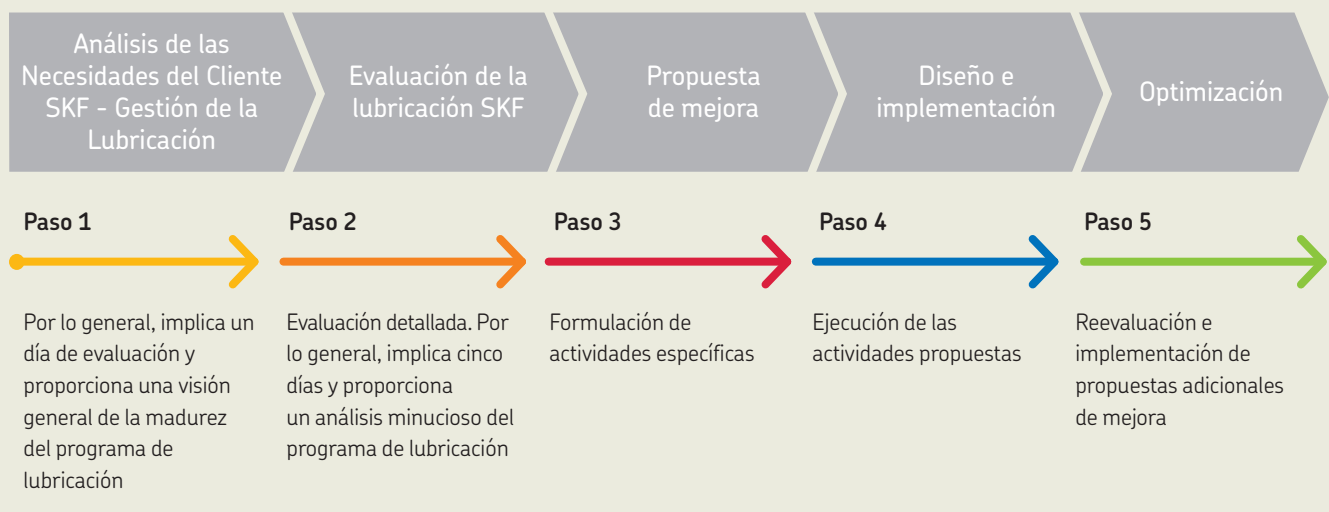 Análisis de las
Necesidades del Cliente
SKF - Gestión de la
Lubricación
Evaluación de la
lubricación SKF
Propuesta
de mejora
Diseño e
implementación
Optimización
Paso 1
Por lo general, implica un
día de evaluación y
proporciona una visión
general de la madurez
del programa de
lubricación
Paso 2
Evaluación detallada. Por
lo general, implica cinco
días y proporciona
un análisis minucioso del
programa de lubricación
Paso 3
Formulación de
actividades específicas
Paso 4
Ejecución de las
actividades propuestas
Paso 5
Reevaluación e
implementación de
propuestas adicionales
de mejora